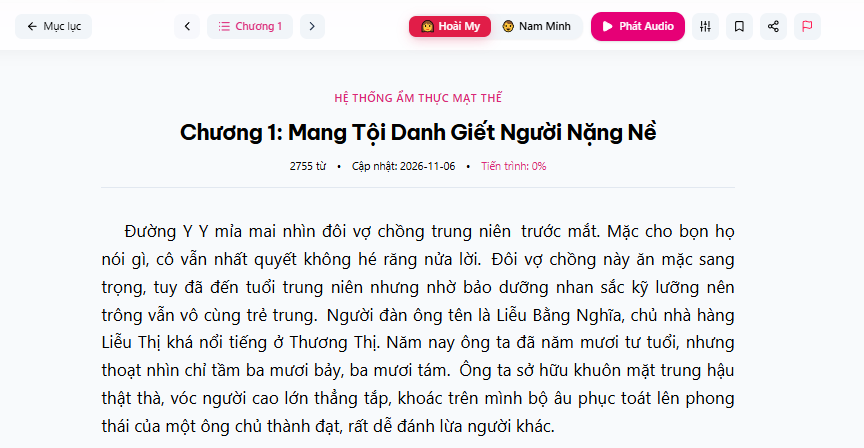 Mục lục
Chương 1
Hoài My
Nam Minh
Phát Audio
HỆ THỐNG ẨM THỰC MẠT THẾ
Chương 1: Mang Tội Danh Giết Người Nặng Nề
2755 từ • Cập nhật: 2026-11-06 • Tiến trình: 0%
Đường Y Y mỉa mai nhìn đôi vợ chồng trung niên trước mắt. Mặc cho bọn họ
nói gì, cô vẫn nhất quyết không hé răng nửa lời. Đôi vợ chồng này ăn mặc sang
trọng, tuy đã đến tuổi trung niên nhưng nhờ bảo dưỡng nhan sắc kỹ lưỡng nên
trông vẫn vô cùng trẻ trung. Người đàn ông tên là Liễu Bằng Nghĩa, chủ nhà hàng
Liễu Thị khá nổi tiếng ở Thương Thị. Năm nay ông ta đã năm mươi tư tuổi, nhưng
thoạt nhìn chỉ tầm ba mươi bảy, ba mươi tám. Ông ta sở hữu khuôn mặt trung hậu
thật thà, vóc người cao lớn thẳng tắp, khoác trên mình bộ âu phục toát lên phong
thái của một ông chủ thành đạt, rất dễ đánh lừa người khác.